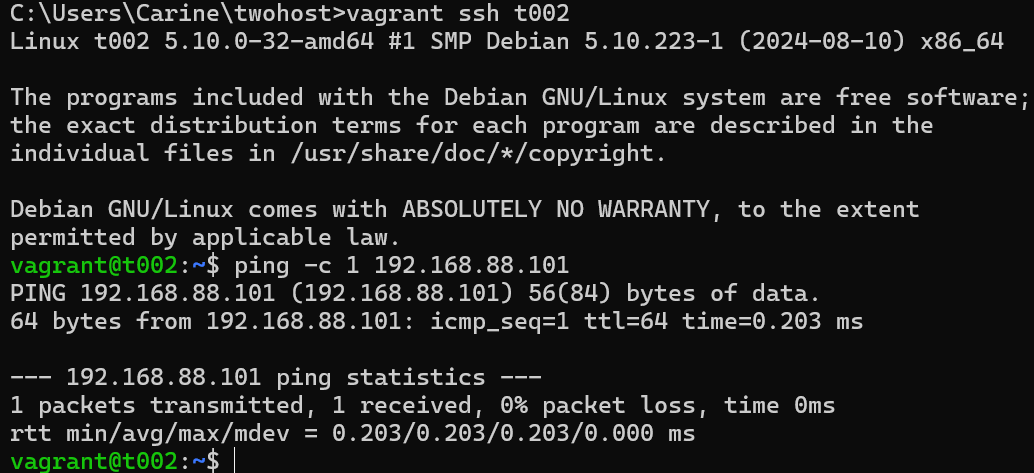 C:\Users\Carine\twohost>vagrant ssh t002
Linux t002 5.10.0-32-amd64 #1 SMP Debian 5.10.223-1 (2024-08-10) x86_64
The programs included with the Debian GNU/Linux system are free software;
the exact distribution terms for each program are described in the
individual files in /usr/share/doc/*/copyright.
Debian GNU/Linux comes with ABSOLUTELY NO WARRANTY, to the extent
permitted by applicable law.
vagrant@t002:~$ ping -c 1 192.168.88.101
PING 192.168.88.101 (192.168.88.101) 56(84) bytes of data.
64 bytes from 192.168.88.101: icmp_seq=1 ttl=64 time=0.203 ms
--- 192.168.88.101 ping statistics ---
1 packets transmitted, 1 received, 0% packet loss, time 0ms
rtt min/avg/max/mdev = 0.203/0.203/0.203/0.000 ms
vagrant@t002:~$